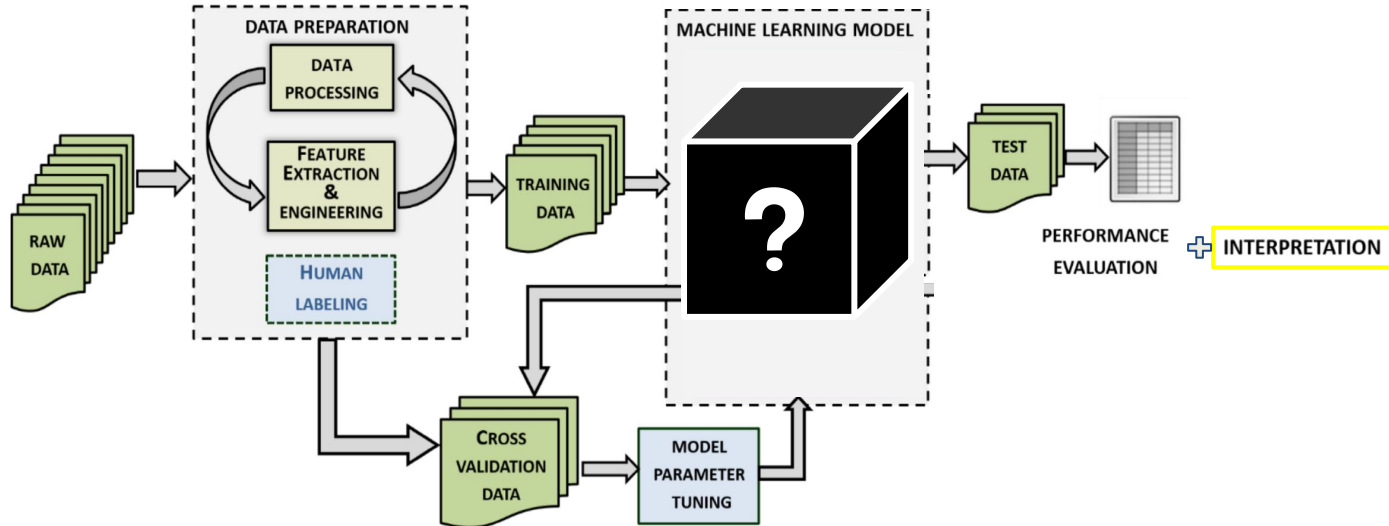 DATA PREPARATION
DATA
PROCESSING
FEATURE
EXTRACTION
&
ENGINEERING
HUMAN
LABELING
RAW
DATA
TRAINING
DATA
MACHINE LEARNING MODEL
?
TEST
DATA
PERFORMANCE
EVALUATION
INTERPRETATION
CROSS
VALIDATION
DATA
MODEL
PARAMETER
TUNING